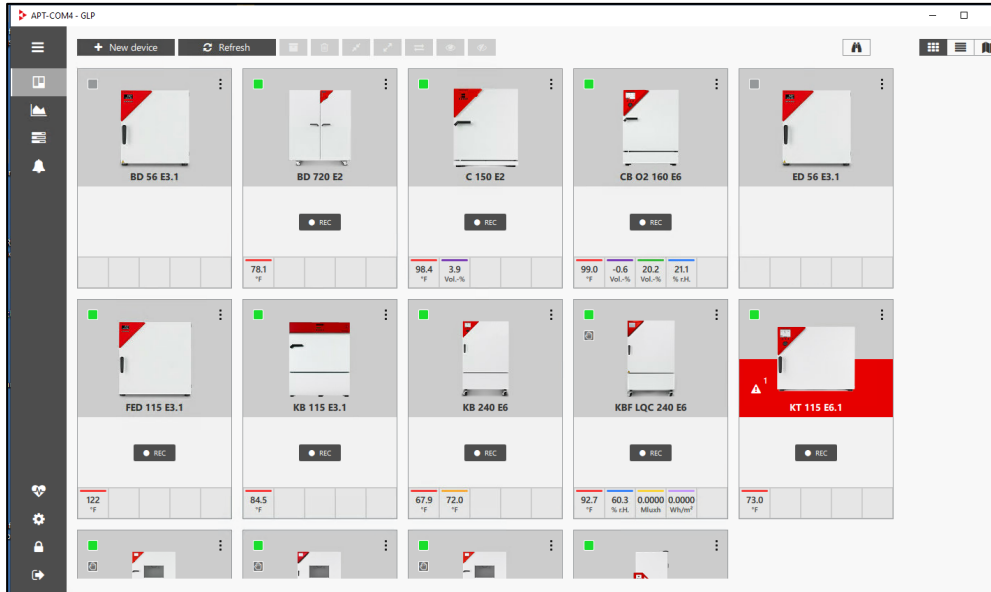 APT-COM4 - GLP
New device
Refresh
BD 56 E3.1
BD 720 E2
REC
78.1
°F
C 150 E2
REC
98.4 3.9
°F Vol.-%
CB O2 160 E6
REC
99.0 -0.6 20.2 21.1
°F Vol.-% Vol.-% % r.H.
ED 56 E3.1
FED 115 E3.1
REC
122
°F
KB 115 E3.1
REC
84.5
°F
KB 240 E6
REC
67.9 72.0
°F °F
KBF LQC 240 E6
REC
92.7 60.3 0.0000 0.0000
°F % r.H. Mluxh Wh/m²
1
KT 115 E6.1
REC
73.0
°F